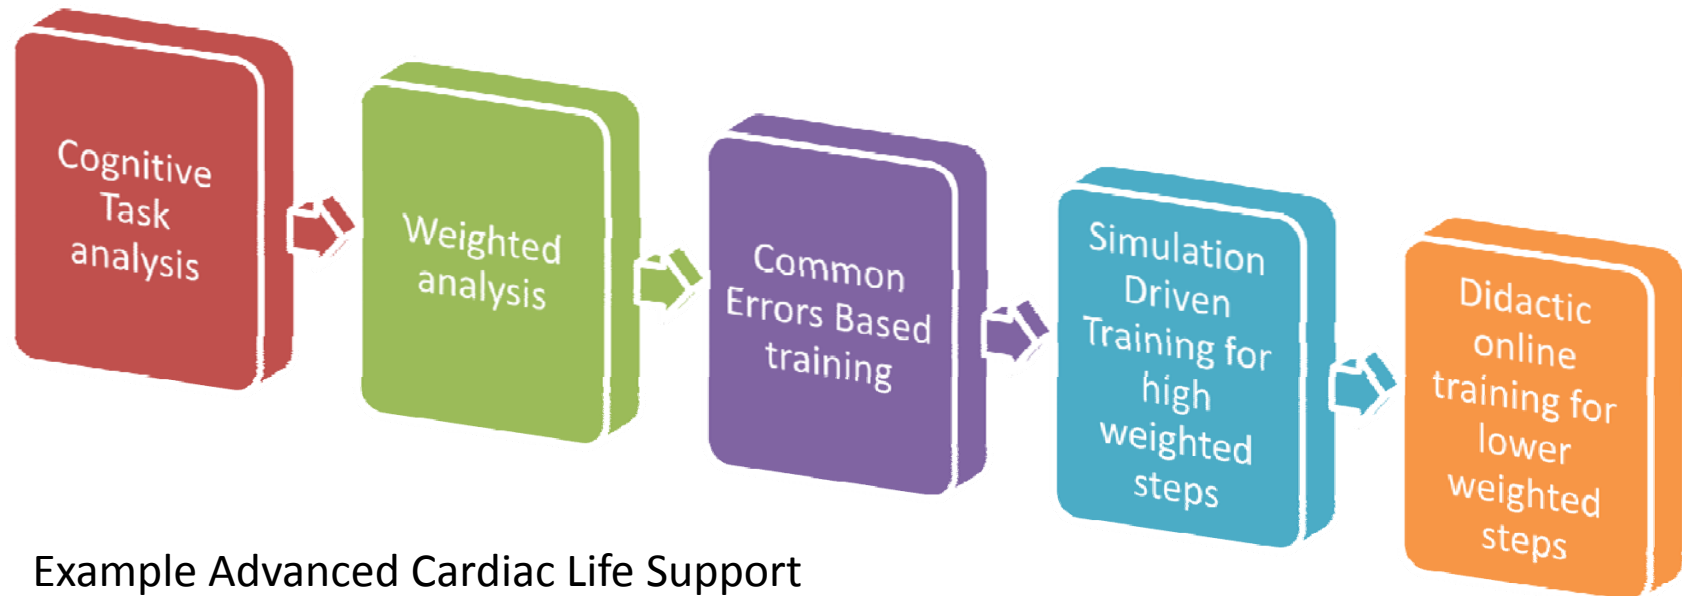 Cognitive
Task
analysis
Weighted
analysis
Common
Errors Based
training
Simulation
Driven
Training for
high
weighted
steps
Didactic
online
training for
lower
weighted
steps
Example Advanced Cardiac Life Support